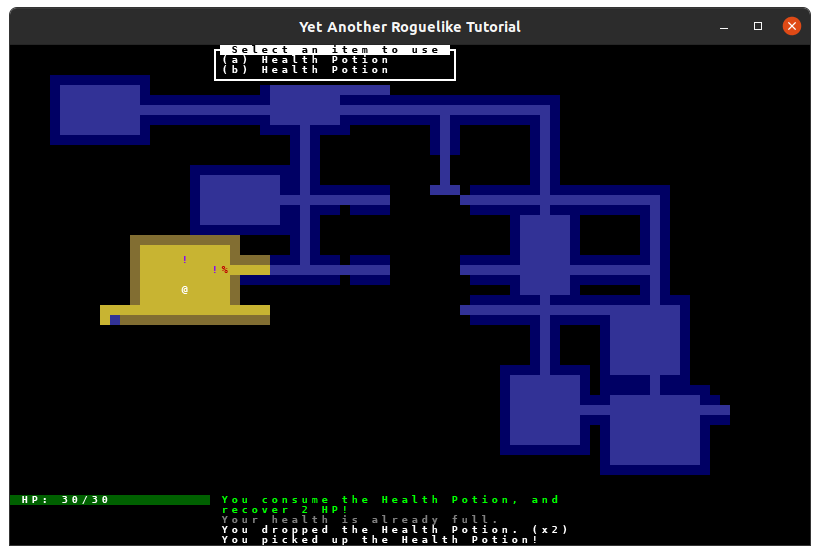 Yet Another Roguelike Tutorial
Select an item to use
(a) Health Potion
(b) Health Potion
!
! %
@
HP: 30/30
You consume the Health Potion, and
recover 2 HP!
Your health is already full.
You dropped the Health Potion. (x2)
You picked up the Health Potion!